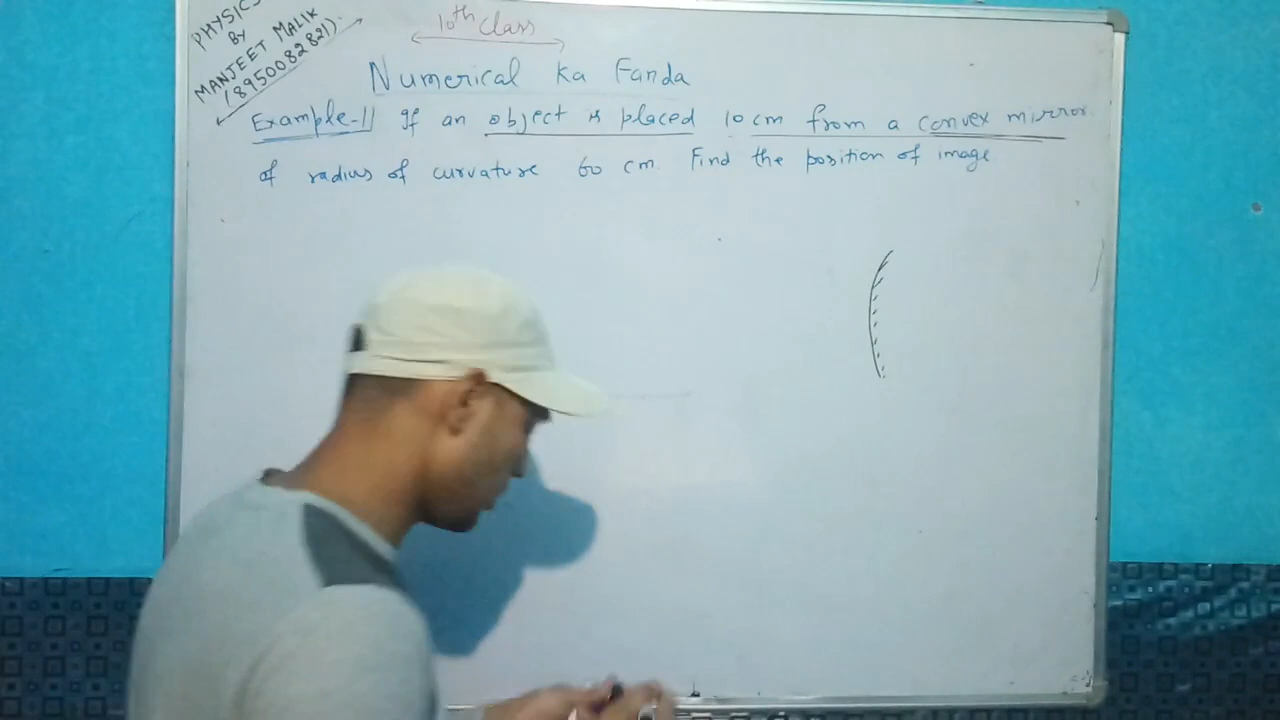 PHYSICS
BY
MANJEET MALIK
(8950082821).
10th Class
Numerical ka Fanda
Example-11 If an object is placed 10 cm from a convex mirror
of radius of curvature 60 cm. Find the position of image